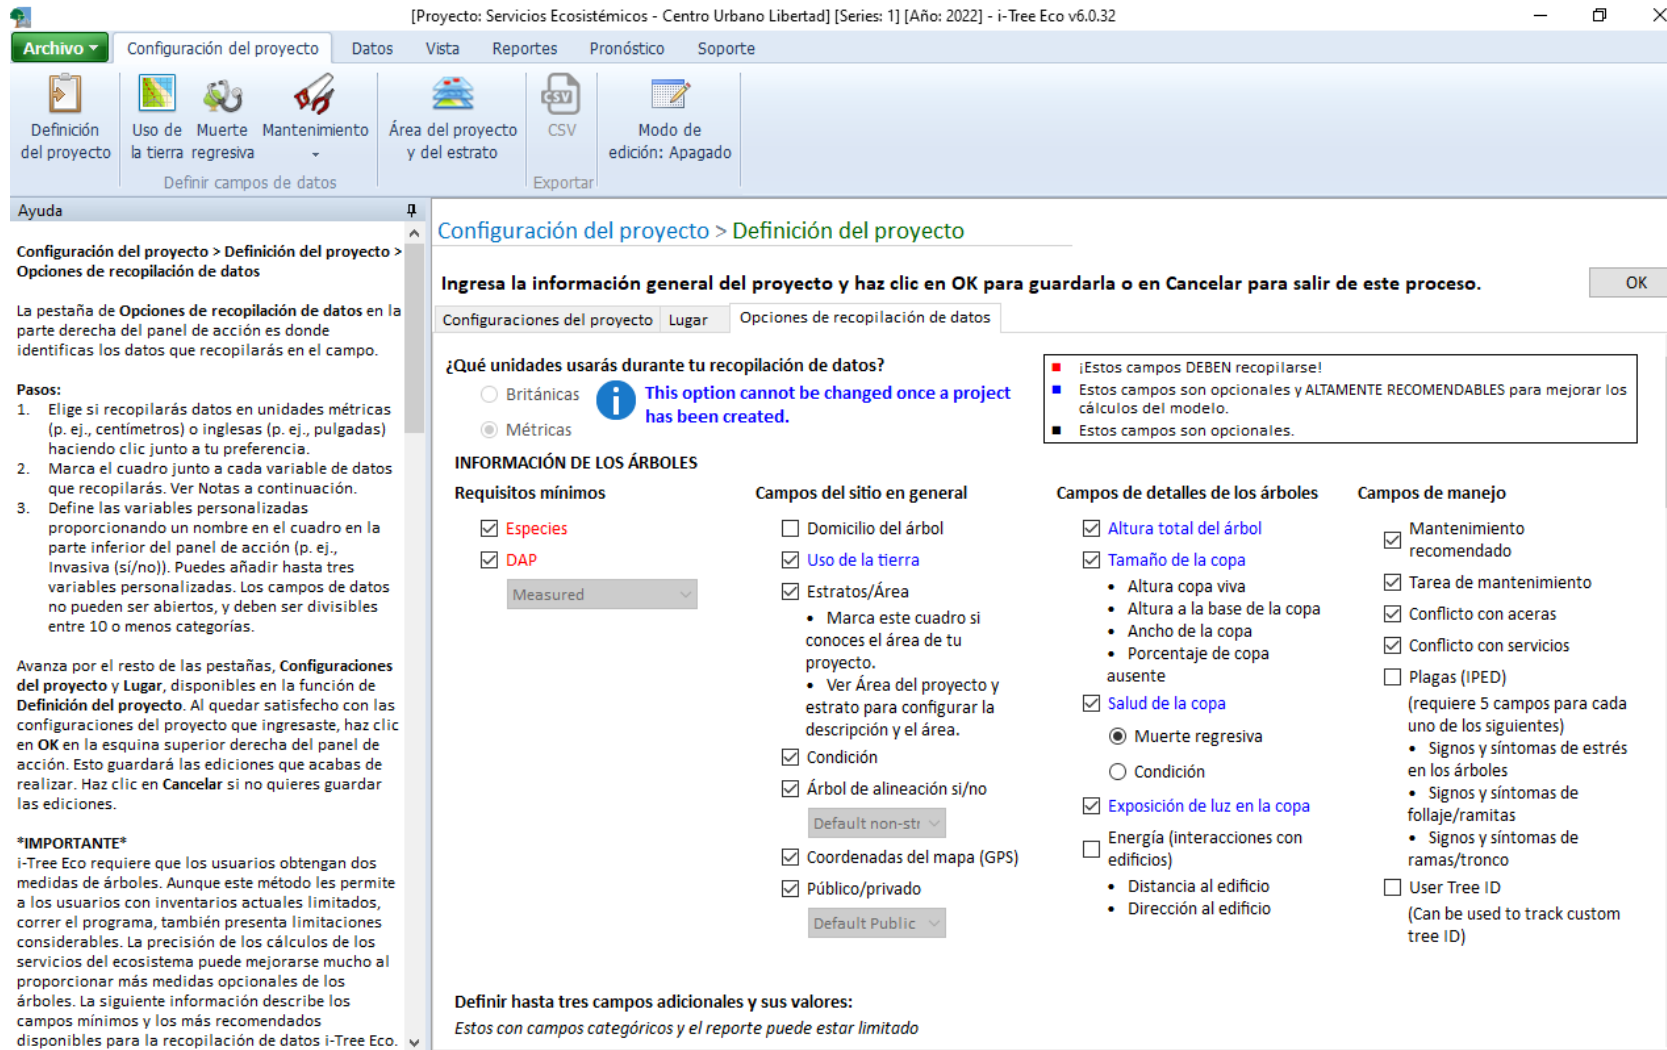 [Proyecto: Servicios Ecosistémicos - Centro Urbano Libertad] [Series: 1] [Año: 2022] - i-Tree Eco v6.0.32
Archivo
Configuración del proyecto
Datos
Vista
Reportes
Pronóstico
Soporte
Definición
del proyecto
Uso de
la tierra
Muerte
regresiva
Mantenimiento
Definir campos de datos
Área del proyecto
y del estrato
CSV
CSV
Exportar
Modo de
edición: Apagado
Ayuda
Configuración del proyecto > Definición del proyecto >
Opciones de recopilación de datos
La pestaña de Opciones de recopilación de datos en la
parte derecha del panel de acción es donde
identificas los datos que recopilarás en el campo.
Pasos:
1. Elige si recopilarás datos en unidades métricas
(p. ej., centímetros) o inglesas (p. ej., pulgadas)
haciendo clic junto a tu preferencia.
2. Marca el cuadro junto a cada variable de datos
que recopilarás. Ver Notas a continuación.
3. Define las variables personalizadas
proporcionando un nombre en el cuadro en la
parte inferior del panel de acción (p. ej.,
Invasiva (sí/no)). Puedes añadir hasta tres
variables personalizadas. Los campos de datos
no pueden ser abiertos, y deben ser divisibles
entre 10 o menos categorías.
Avanza por el resto de las pestañas, Configuraciones
del proyecto y Lugar, disponibles en la función de
Definición del proyecto. Al quedar satisfecho con las
configuraciones del proyecto que ingresaste, haz clic
en OK en la esquina superior derecha del panel de
acción. Esto guardará las ediciones que acabas de
realizar. Haz clic en Cancelar si no quieres guardar
las ediciones.
*IMPORTANTE*
i-Tree Eco requiere que los usuarios obtengan dos
medidas de árboles. Aunque este método les permite
a los usuarios con inventarios actuales limitados,
correr el programa, también presenta limitaciones
considerables. La precisión de los cálculos de los
servicios del ecosistema puede mejorarse mucho al
proporcionar más medidas opcionales de los
árboles. La siguiente información describe los
campos mínimos y los más recomendados
disponibles para la recopilación de datos i-Tree Eco.
Configuración del proyecto > Definición del proyecto
Ingresa la información general del proyecto y haz clic en OK para guardarla o en Cancelar para salir de este proceso.
OK
Configuraciones del proyecto
Lugar
Opciones de recopilación de datos
¿Qué unidades usarás durante tu recopilación de datos?
Británicas
Métricas
This option cannot be changed once a project
has been created.
¡Estos campos DEBEN recopilarse!
Estos campos son opcionales y ALTAMENTE RECOMENDABLES para mejorar los
cálculos del modelo.
Estos campos son opcionales.
INFORMACIÓN DE LOS ÁRBOLES
Requisitos mínimos
Especies
DAP
Measured
Campos del sitio en general
Domicilio del árbol
Uso de la tierra
Estratos/Área
• Marca este cuadro si
conoces el área de tu
proyecto.
• Ver Área del proyecto y
estrato para configurar la
descripción y el área.
Condición
Árbol de alineación si/no
Default non-str
Coordenadas del mapa (GPS)
Público/privado
Default Public
Campos de detalles de los árboles
Altura total del árbol
Tamaño de la copa
• Altura copa viva
• Altura a la base de la copa
• Ancho de la copa
• Porcentaje de copa
ausente
Salud de la copa
Muerte regresiva
Condición
Exposición de luz en la copa
Energía (interacciones con
edificios)
• Distancia al edificio
• Dirección al edificio
Campos de manejo
Mantenimiento
recomendado
Tarea de mantenimiento
Conflicto con aceras
Conflicto con servicios
Plagas (IPED)
(requiere 5 campos para cada
uno de los siguientes)
• Signos y síntomas de estrés
en los árboles
• Signos y síntomas de
follaje/ramitas
• Signos y síntomas de
ramas/tronco
User Tree ID
(Can be used to track custom
tree ID)
Definir hasta tres campos adicionales y sus valores:
Estos con campos categóricos y el reporte puede estar limitado